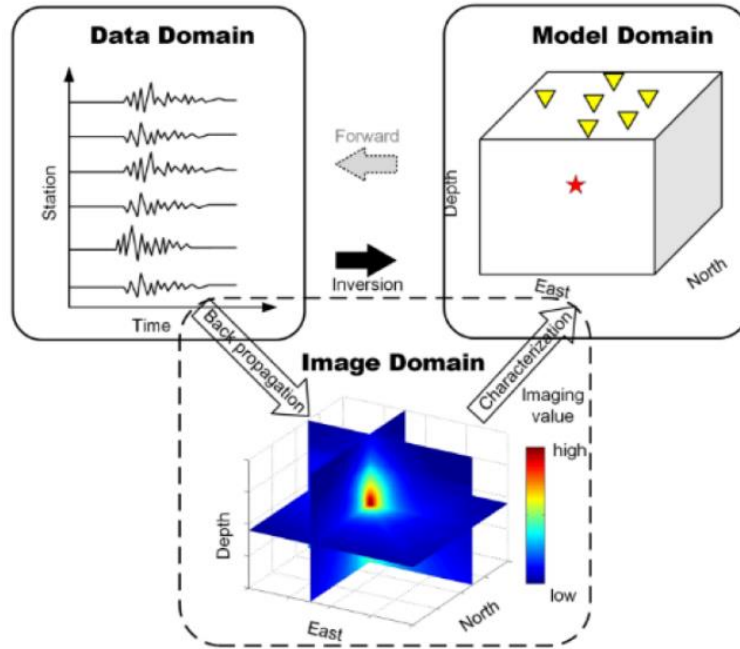 Data Domain
Station
Time
Forward
Inversion
Model Domain
Depth
East
North
Back propagation
Image Domain
Characterization
Imaging
value
high
low
Depth
East
North